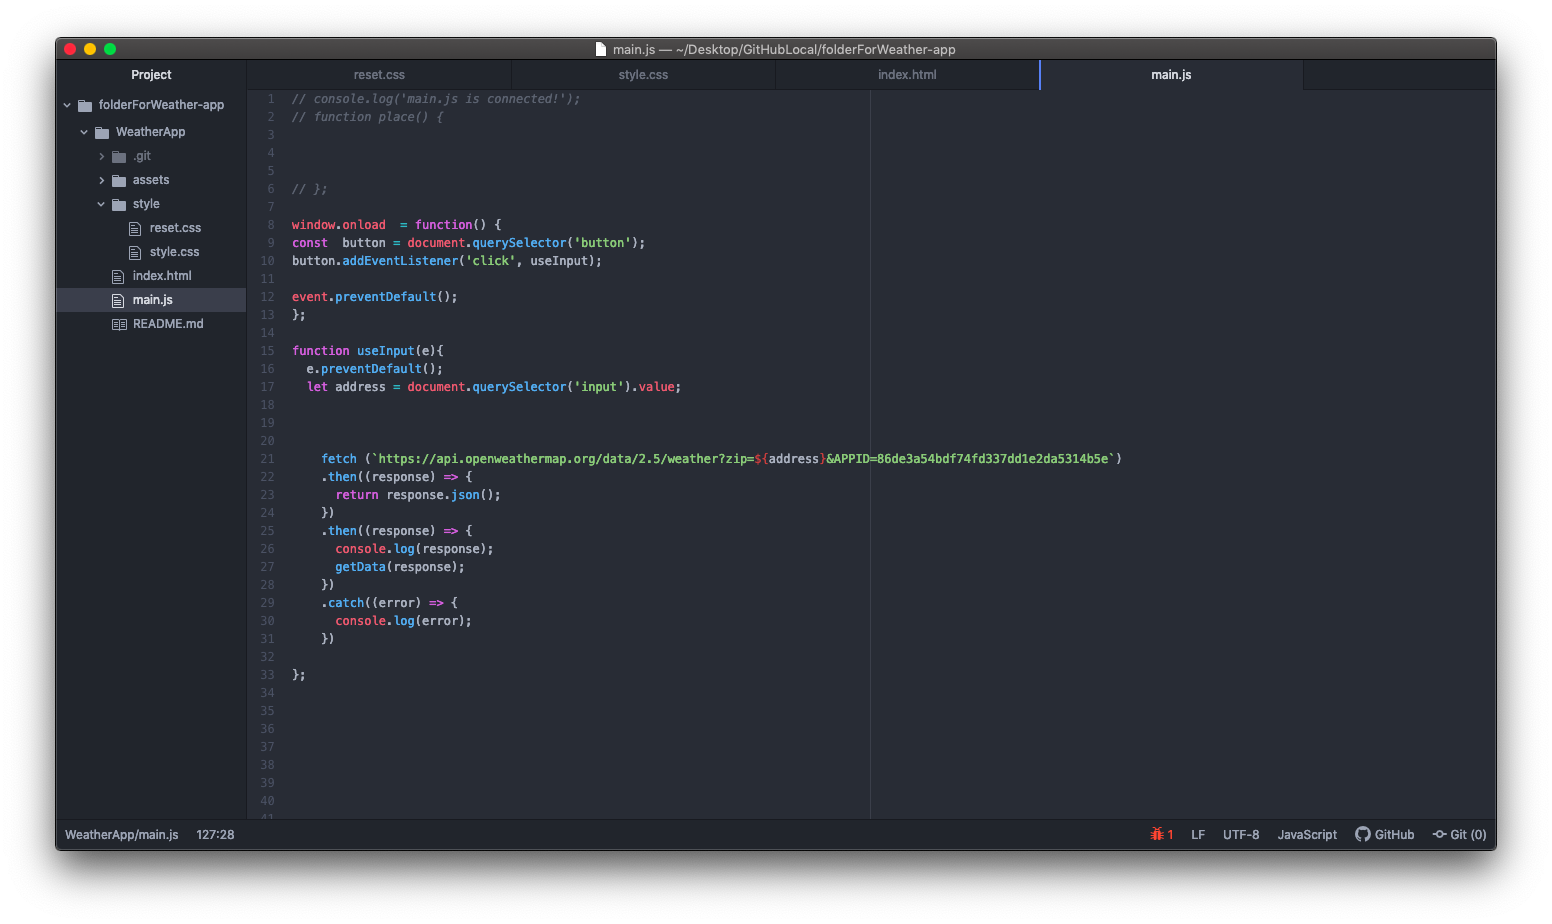 main.js — ~/Desktop/GitHubLocal/folderForWeather-app
Project
reset.css
style.css
index.html
main.js
folderForWeather-app
WeatherApp
.git
assets
style
reset.css
style.css
index.html
main.js
README.md
1 // console.log('main.js is connected!');
2 // function place() {
3
4
5
6 // };
7
8 window.onload  = function() {
9 const  button = document.querySelector('button');
10 button.addEventListener('click', useInput);
11
12 event.preventDefault();
13 };
14
15 function useInput(e){
16   e.preventDefault();
17   let address = document.querySelector('input').value;
18
19
20
21     fetch (`https://api.openweathermap.org/data/2.5/weather?zip=${address}&APPID=86de3a54bdf74fd337dd1e2da5314b5e`)
22     .then((response) => {
23       return response.json();
24     })
25     .then((response) => {
26       console.log(response);
27       getData(response);
28     })
29     .catch((error) => {
30       console.log(error);
31     })
32
33 };
34
35
36
37
38
39
40
41
WeatherApp/main.js 127:28
1 LF UTF-8 JavaScript GitHub Git (0)